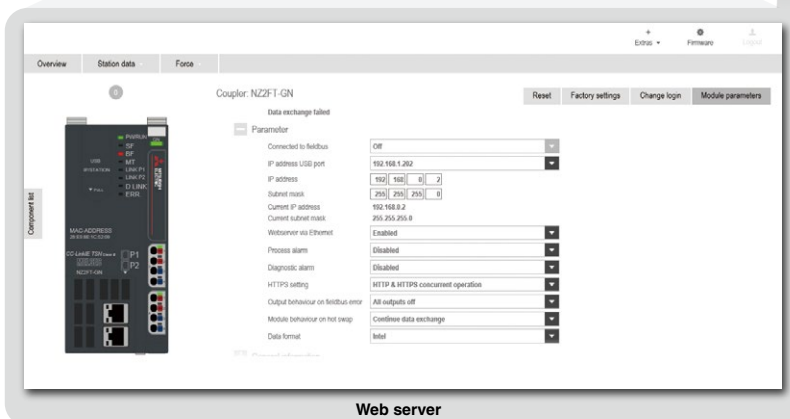 Extras
Firmware
Logout
Overview
Station data
Force
0
Coupler: NZ2FT-GN
Reset
Factory settings
Change login
Module parameters
Data exchange failed
Parameter
Connected to fieldbus Off
IP address USB port 192.168.1.202
IP address 192 168 0 2
Subnet mask 255 255 255 0
Current IP address 192.168.0.2
Current subnet mask 255.255.255.0
Webserver via Ethernet Enabled
Process alarm Disabled
Diagnostic alarm Disabled
HTTPS setting HTTP & HTTPS concurrent operation
Output behaviour on fieldbus error All outputs off
Module behaviour on hot swap Continue data exchange
Data format Intel
General information
Component list
PWR/RUN
SF
BF
MT
LINK P1
LINK P2
D LINK
ERR.
USB
ON
MAC-ADDRESS
CC-Link IE TSN
NZ2FT-GN
P1
P2
Web server